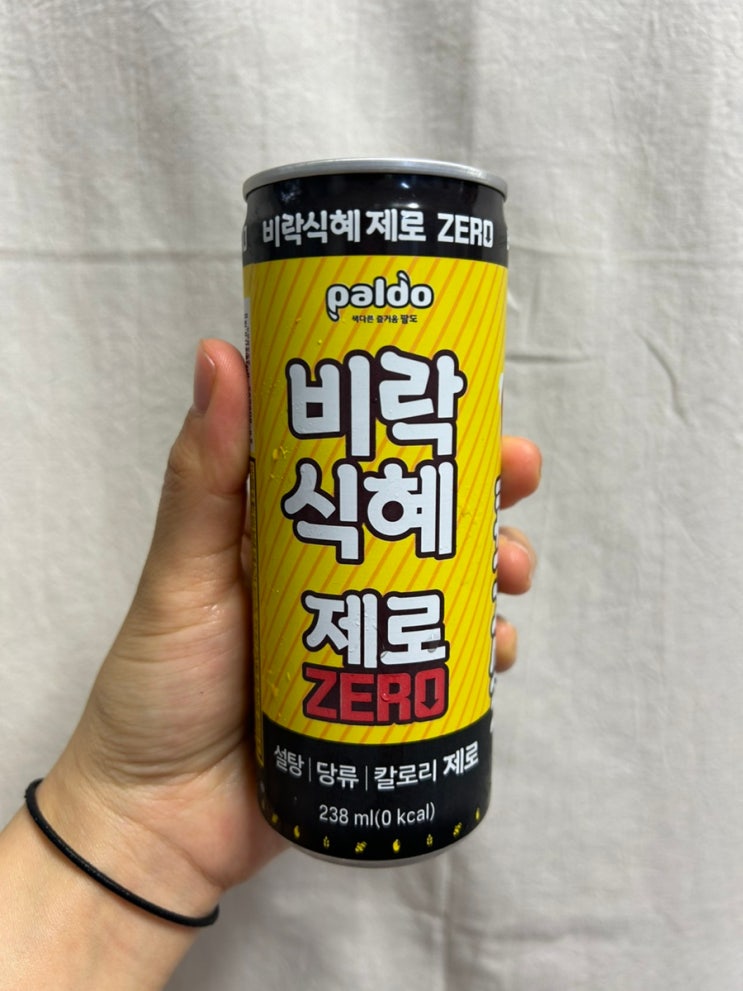 비락식혜 제로 ZERO
paldo
색다른 즐거움 팔도
비락
식혜
제로
ZERO
설탕|당류|칼로리 제로
238 ml(0 kcal)